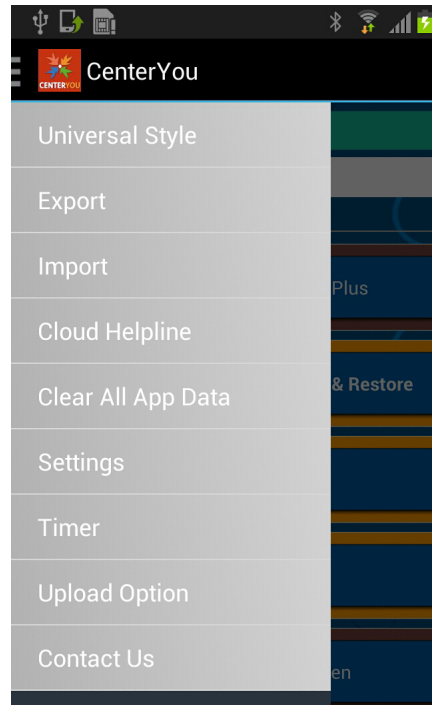 CENTERYOU
CenterYou
Universal Style
Export
Import
Plus
Cloud Helpline
& Restore
Clear All App Data
Settings
Timer
Upload Option
Contact Us
en